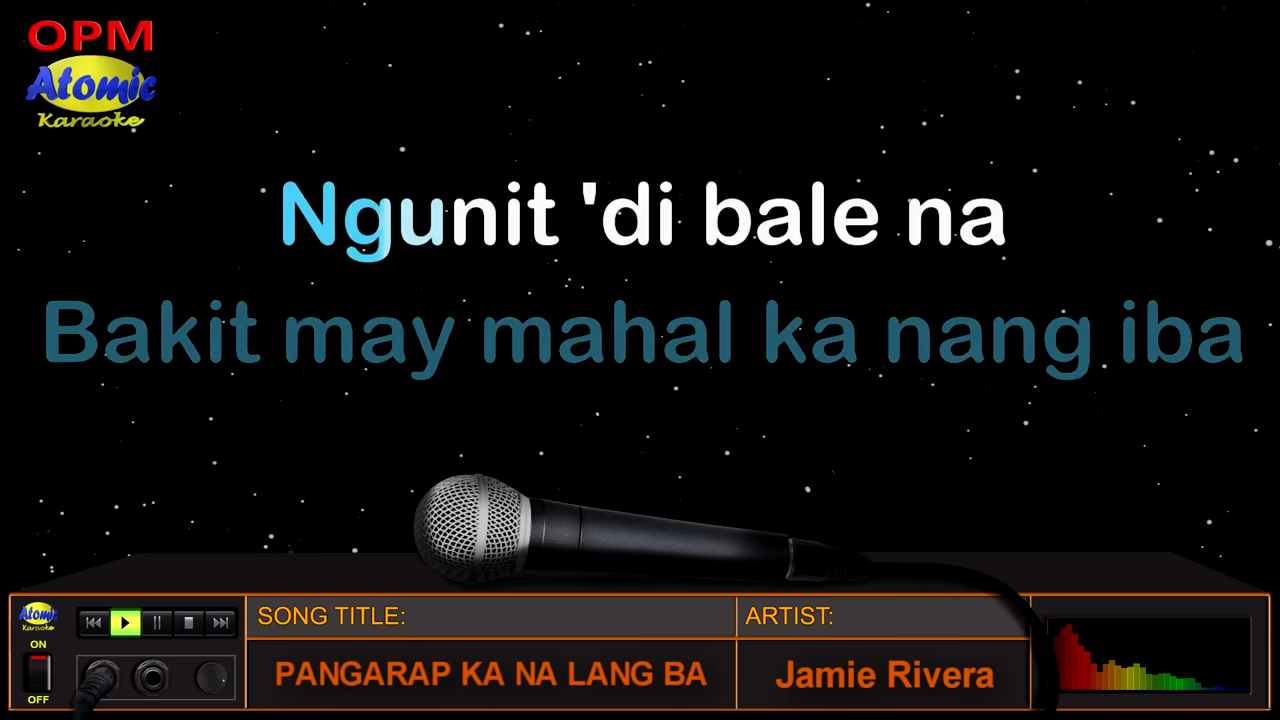 OPM
Atomic
Karaoke
Ngunit 'di bale na
Bakit may mahal ka nang iba
Atomic
Karaoke
ON
OFF
SONG TITLE:
ARTIST:
PANGARAP KA NA LANG BA
Jamie Rivera